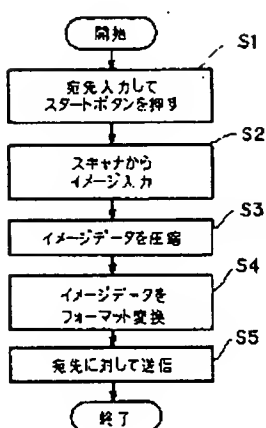 開始
S1
宛先入力して
スタートボタンを押す
S2
スキャナから
イメージ入力
S3
イメージデータを圧縮
S4
イメージデータを
フォーマット変換
S5
宛先に対して送信
終了